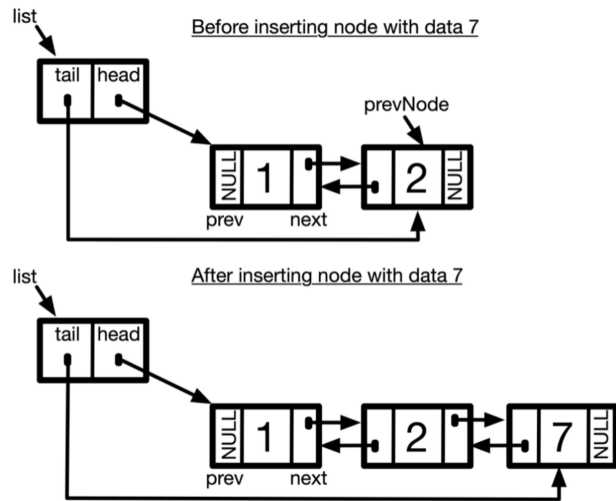 list
Before inserting node with data 7
tail head
prevNode
NULL 1 2 NULL
prev next
list
After inserting node with data 7
tail head
NULL 1 2 7 NULL
prev next